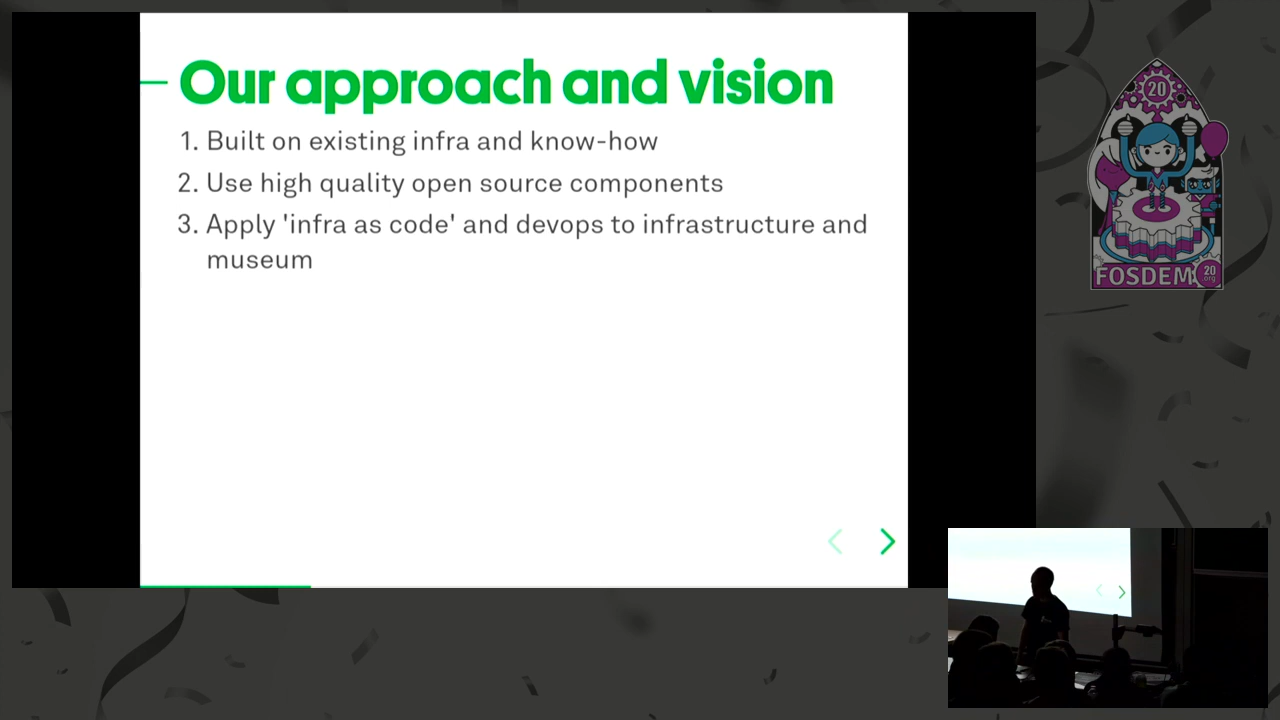 Our approach and vision
1. Built on existing infra and know-how
2. Use high quality open source components
3. Apply 'infra as code' and devops to infrastructure and
museum
20
FOSDEM
20
.org